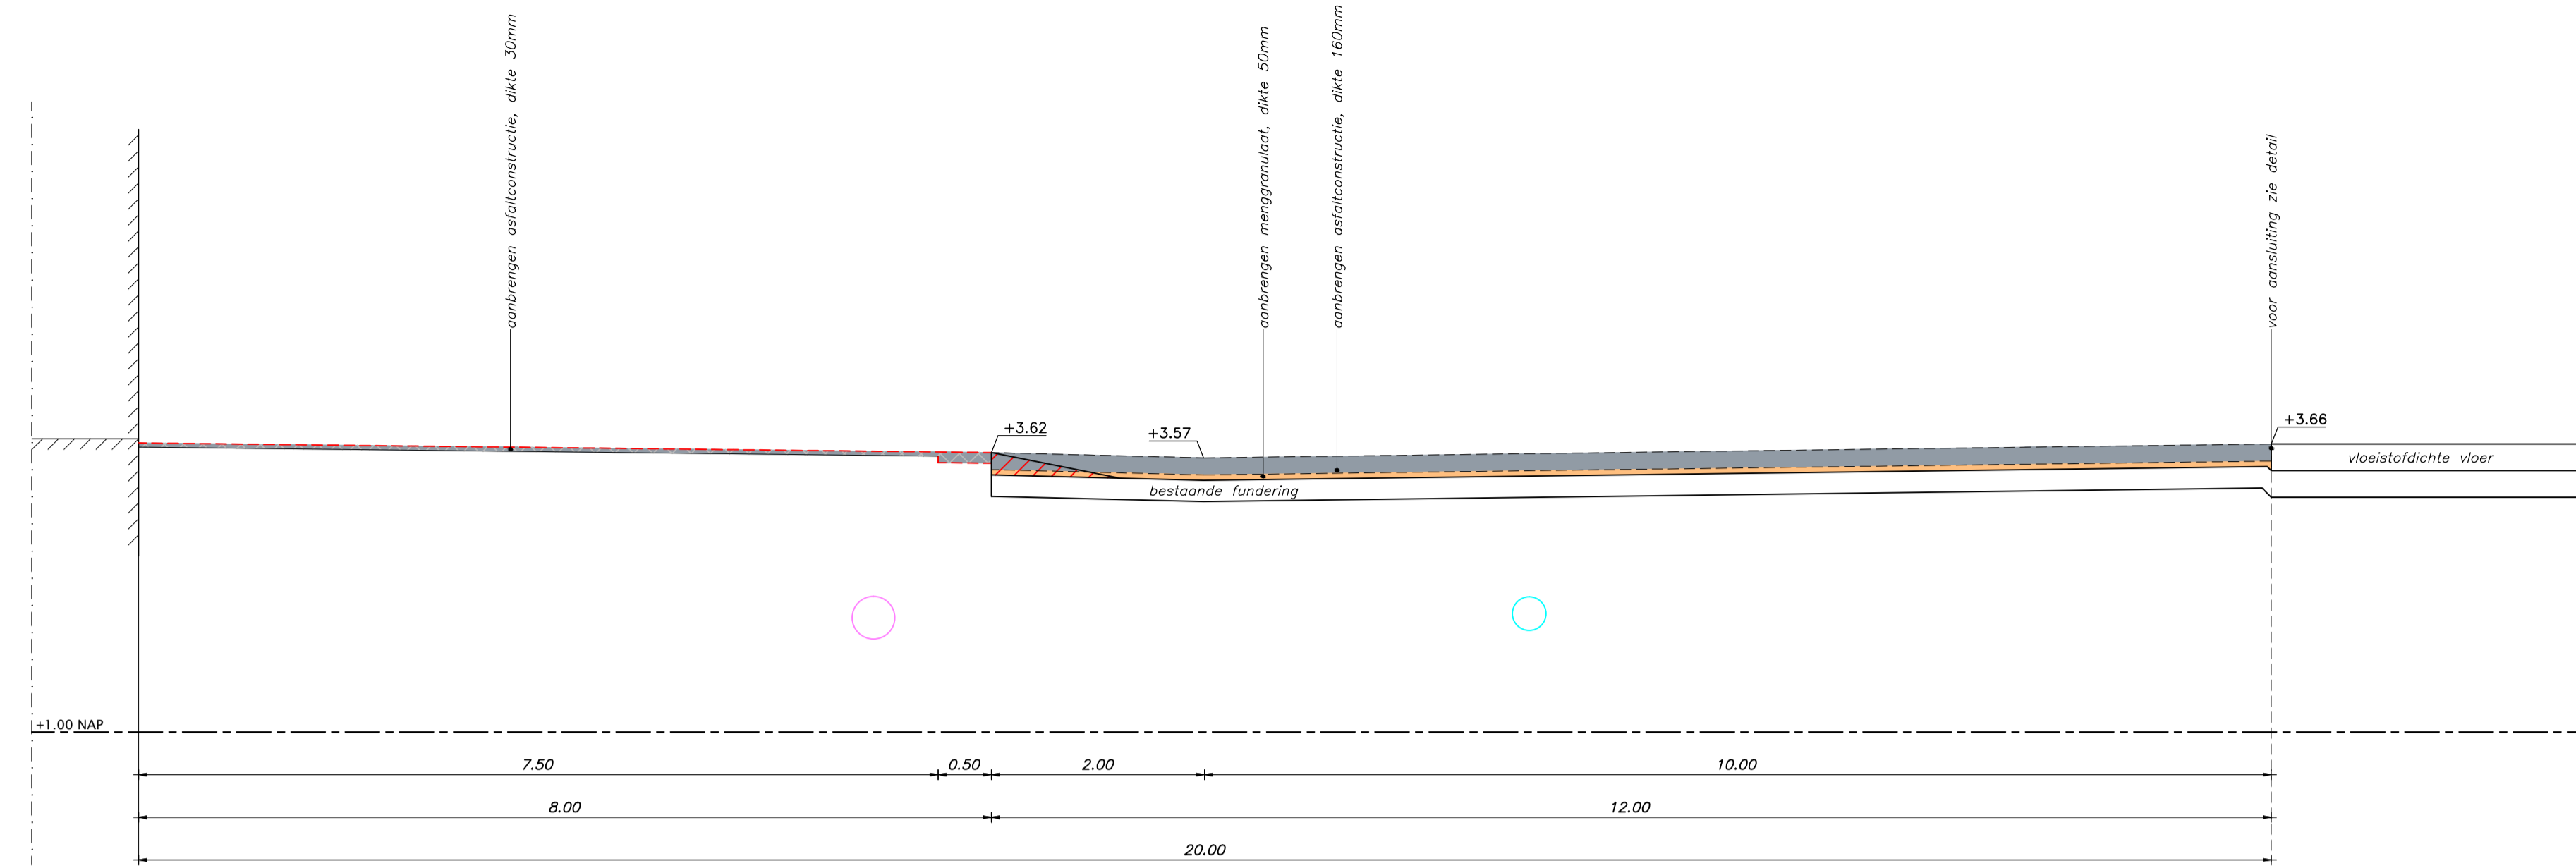 aanbrengen asfaltconstructie, dikte 30mm
aanbrengen menggranulaat, dikte 50mm
aanbrengen asfaltconstructie, dikte 160mm
voor aansluiting zie detail
+3.62
+3.57
+3.66
vloeistofdichte vloer
bestaande fundering
+1.00 NAP
7.50
0.50
2.00
10.00
8.00
12.00
20.00